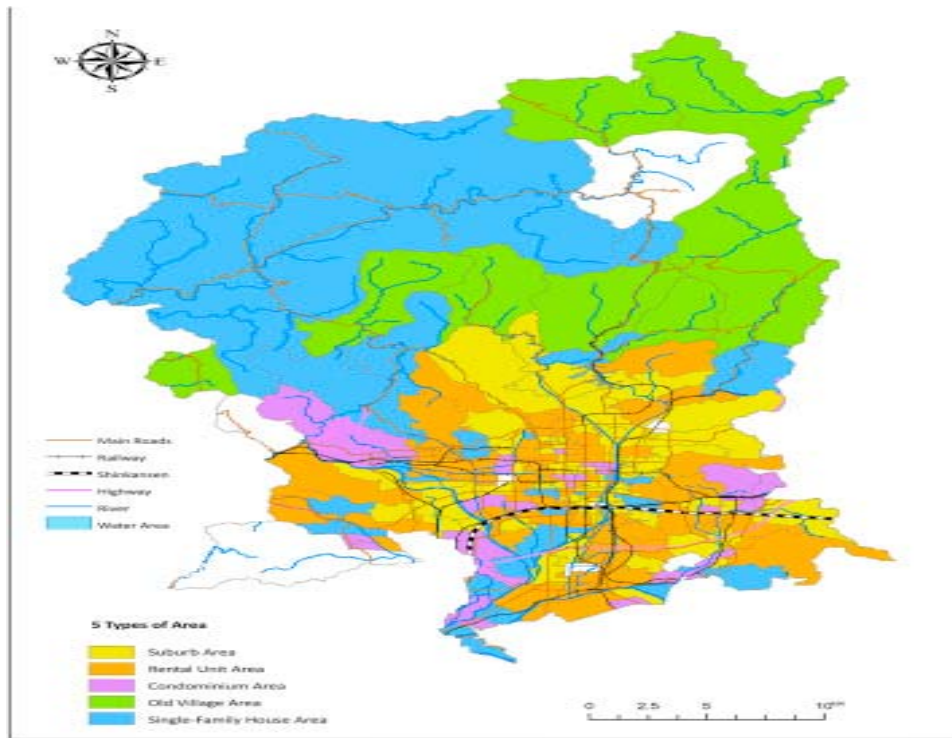 N
W E
S
Main Roads
Railway
Shinkansen
Highway
River
Water Area
5 Types of Area
Suburb Area
Rental Unit Area
Condominium Area
Old Village Area
Single-Family House Area
0 2.5 5 10km